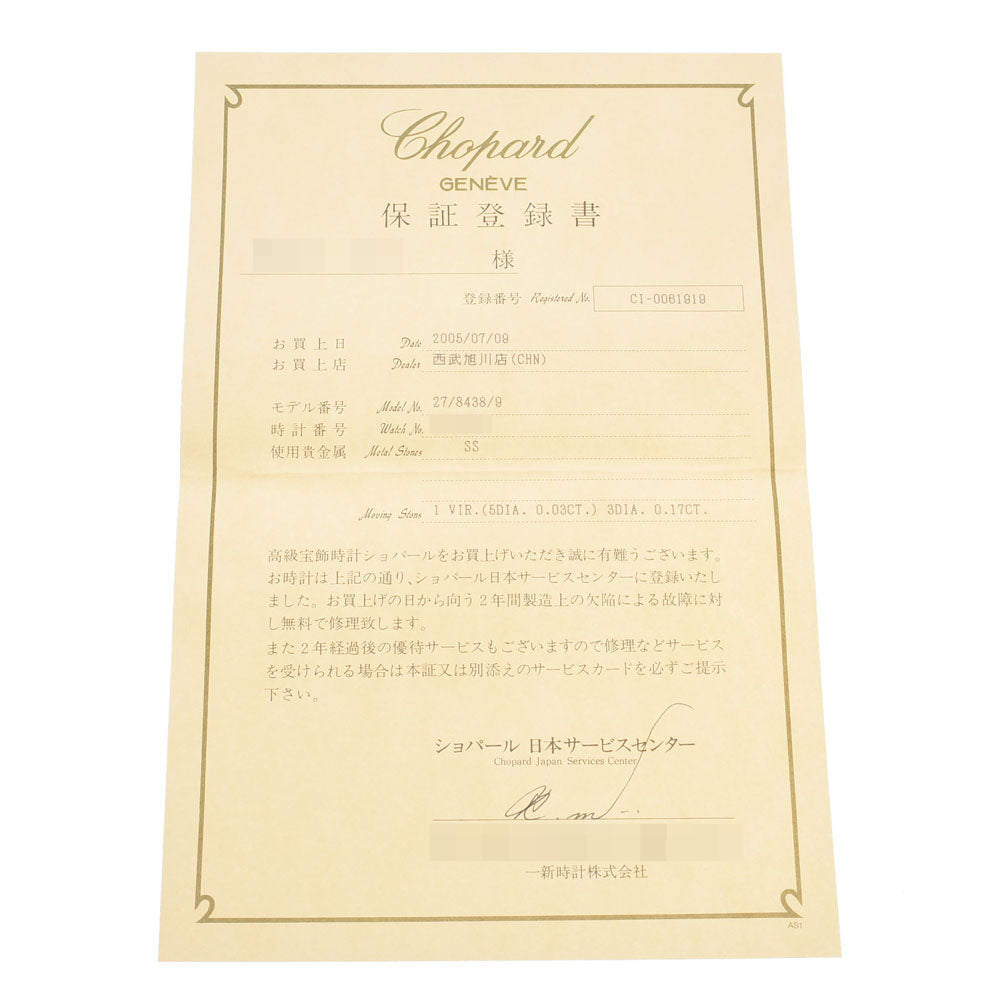 Chopard
GENÈVE
保証登録書
様
登録番号 Registered No. CI-0061919
お買上日 Date 2005/07/09
お買上店 Dealer 西武旭川店(CHN)
モデル番号 Model No. 27/8438/9
時計番号 Watch No.
使用貴金属 Metal Stones SS
Moving Stons 1 VIR.(5DIA. 0.03CT.) 3DIA. 0.17CT.
高級宝飾時計ショパールをお買上げいただき誠に有難うございます。
お時計は上記の通り、ショパール日本サービスセンターに登録いたし
ました。お買上げの日から向う2年間製造上の欠陥による故障に対
し無料で修理致します。
また2年経過後の優待サービスもございますので修理などサービス
を受けられる場合は本証又は別添えのサービスカードを必ずご提示
下さい。
ショパール 日本サービスセンター
Chopard Japan Services Center
一新時計株式会社
AS1